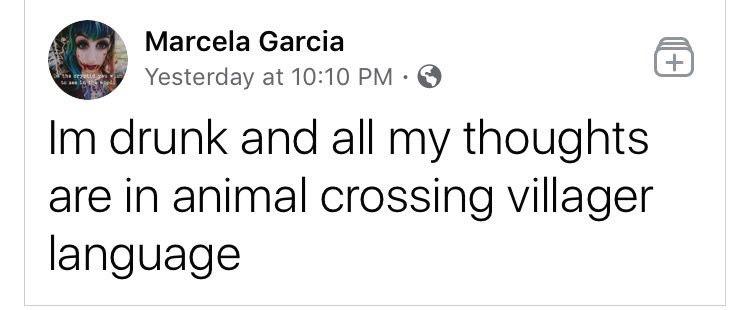 Marcela Garcia
Yesterday at 10:10 PM ·
Im drunk and all my thoughts
are in animal crossing villager
language